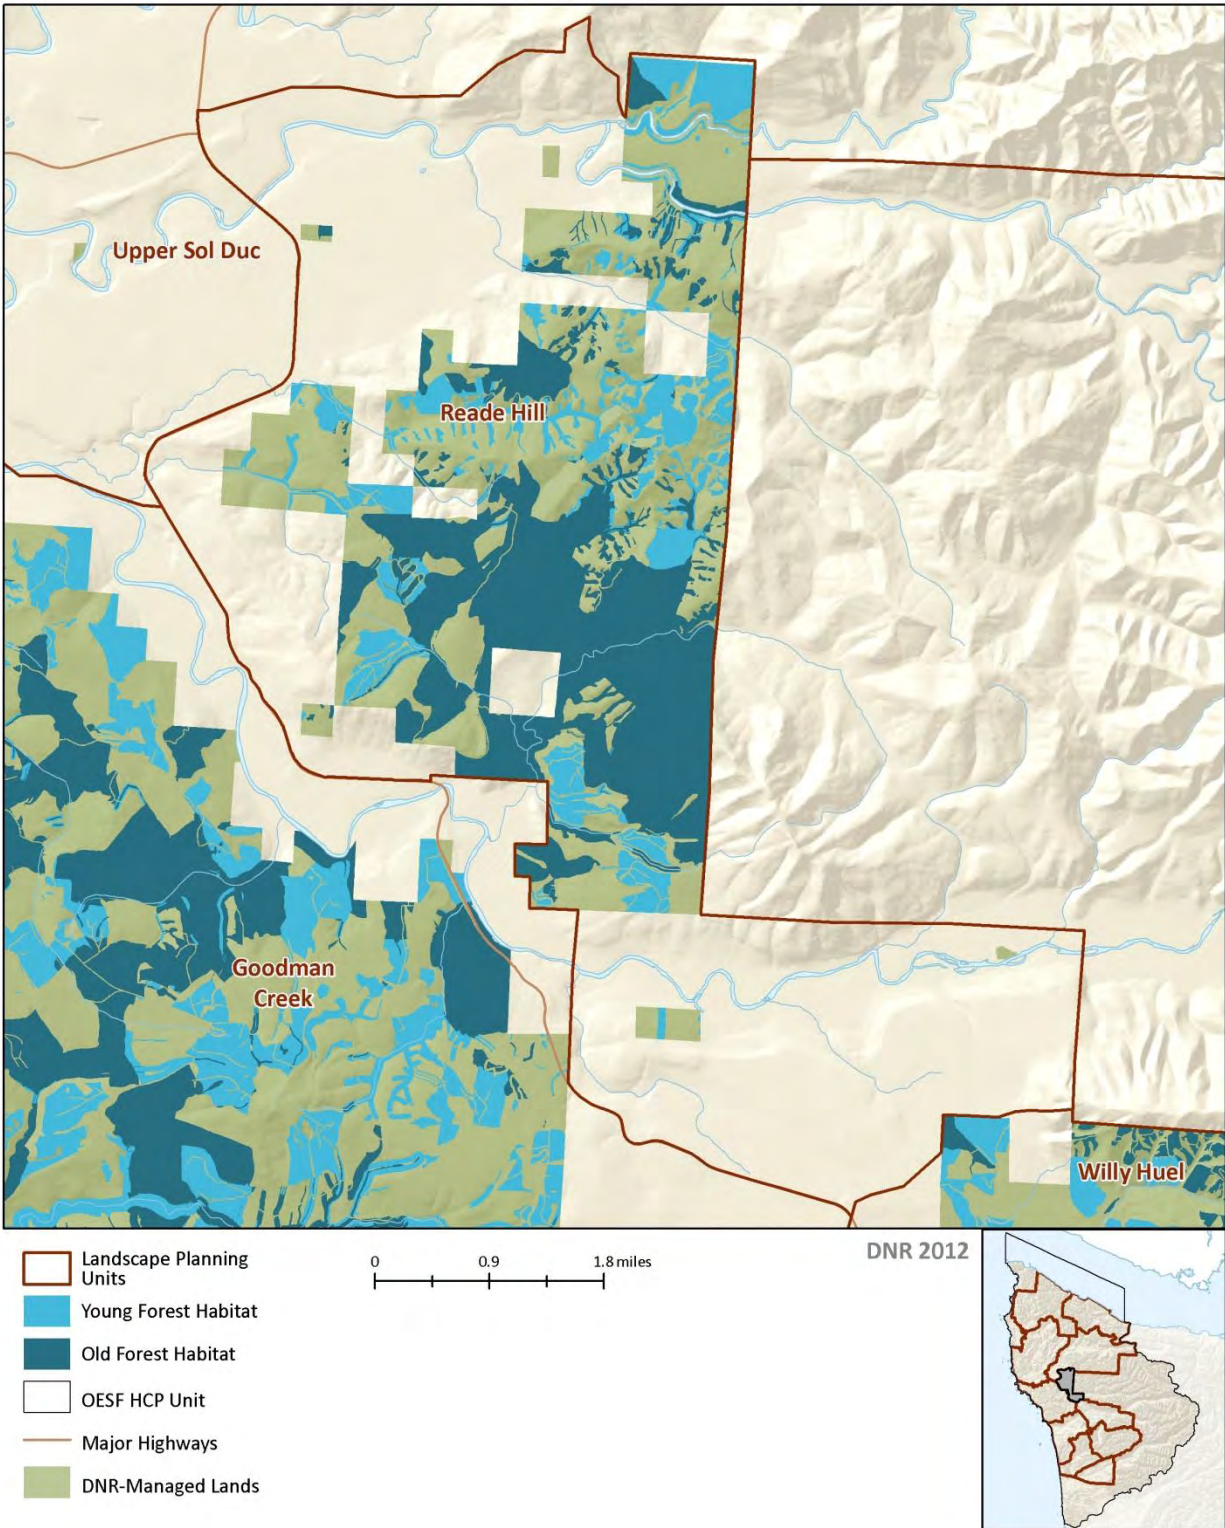 Upper Sol Duc
Reade Hill
Goodman
Creek
Willy Huel
Landscape Planning
Units
Young Forest Habitat
Old Forest Habitat
OESF HCP Unit
Major Highways
DNR-Managed Lands
0 0.9 1.8 miles
DNR 2012